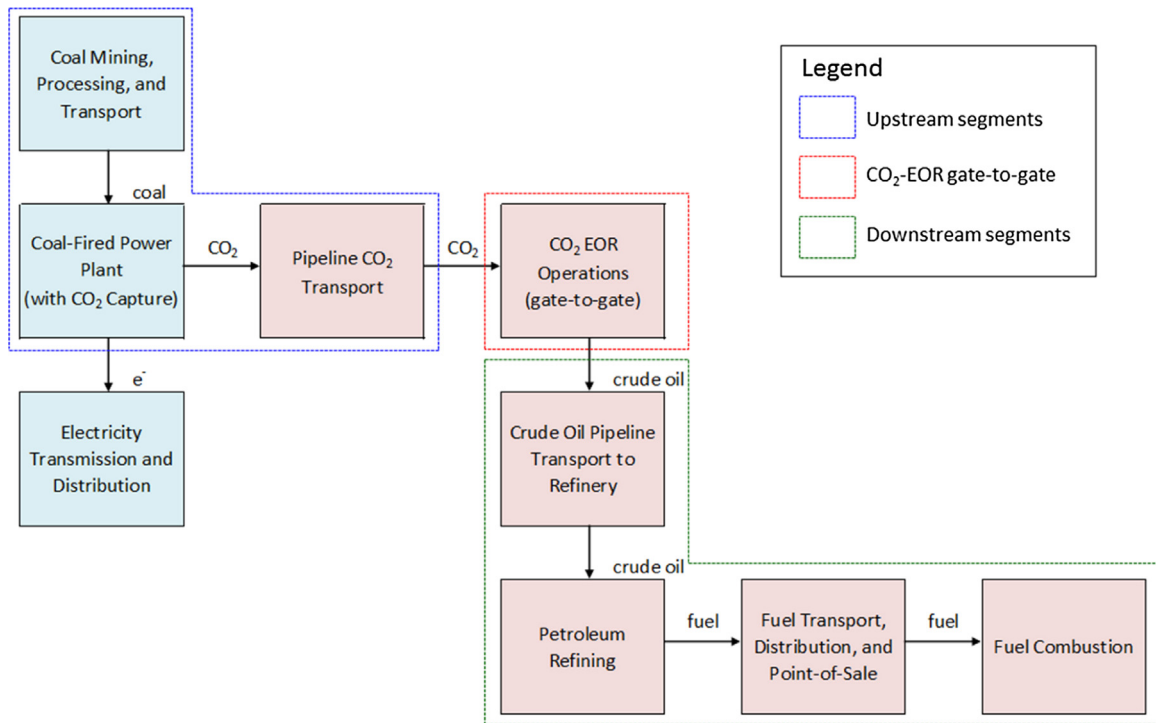 Coal Mining,
Processing, and
Transport
Legend
Upstream segments
CO₂-EOR gate-to-gate
Downstream segments
coal
Coal-Fired Power
Plant
(with CO₂ Capture)
CO₂
Pipeline CO₂
Transport
CO₂
CO₂ EOR
Operations
(gate-to-gate)
e⁻
crude oil
Electricity
Transmission and
Distribution
Crude Oil Pipeline
Transport to
Refinery
crude oil
Petroleum
Refining
fuel
Fuel Transport,
Distribution, and
Point-of-Sale
fuel
Fuel Combustion